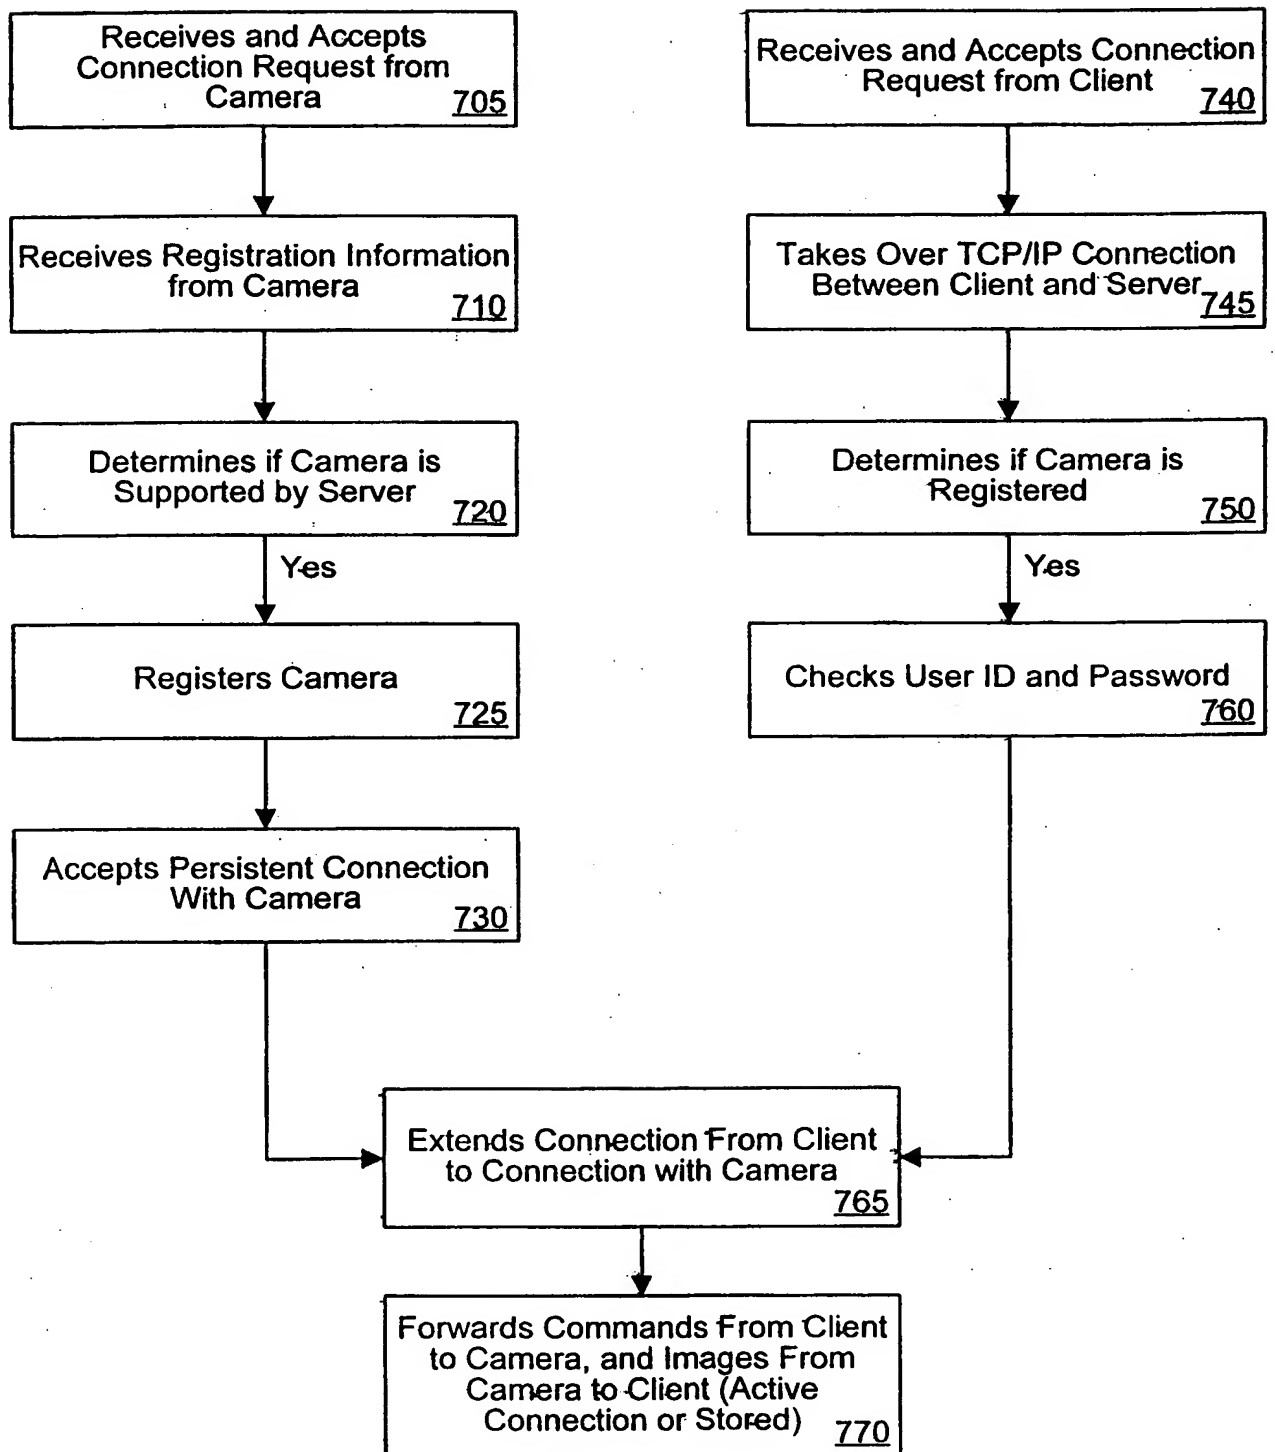 Receives and Accepts
Connection Request from
Camera
705
Receives Registration Information
from Camera
710
Determines if Camera is
Supported by Server
720
Yes
Registers Camera
725
Accepts Persistent Connection
With Camera
730
Receives and Accepts Connection
Request from Client
740
Takes Over TCP/IP Connection
Between Client and Server
745
Determines if Camera is
Registered
750
Yes
Checks User ID and Password
760
Extends Connection From Client
to Connection with Camera
765
Forwards Commands From Client
to Camera, and Images From
Camera to Client (Active
Connection or Stored)
770